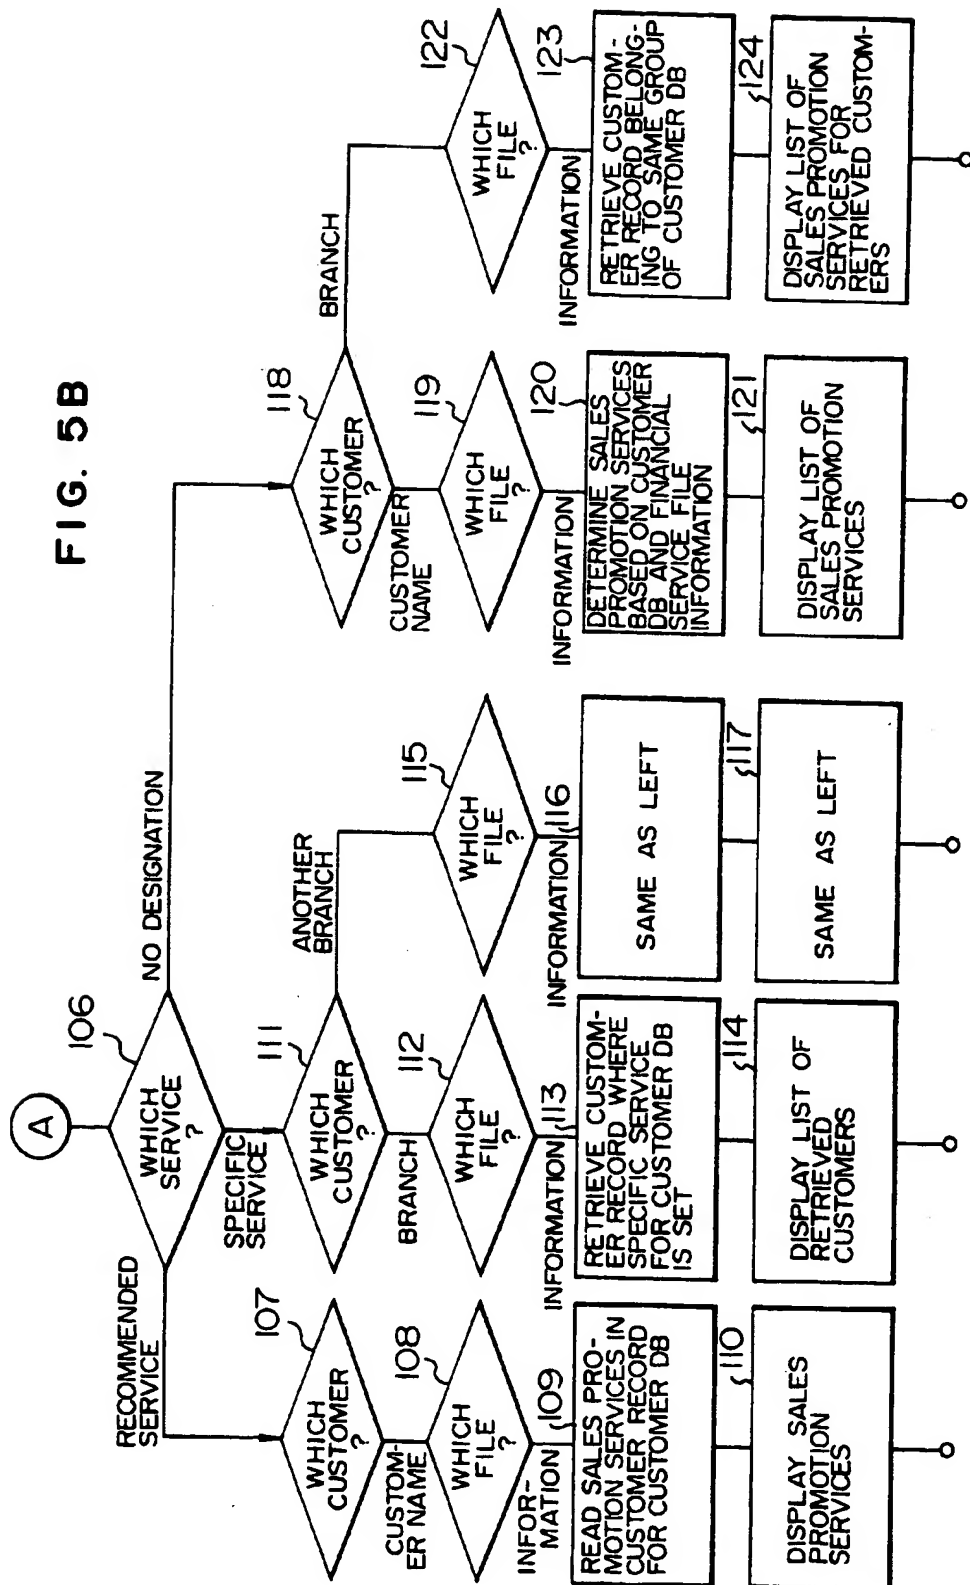 FIG. 5B
A
106
WHICH
SERVICE
?
RECOMMENDED
SERVICE
SPECIFIC
SERVICE
NO DESIGNATION
107
WHICH
CUSTOMER
?
CUSTOM-
ER NAME
108
WHICH
FILE
?
INFOR-
MATION
109
READ SALES PRO-
MOTION SERVICES IN
CUSTOMER RECORD
FOR CUSTOMER DB
110
DISPLAY SALES
PROMOTION
SERVICES
111
WHICH
CUSTOMER
?
BRANCH
ANOTHER
BRANCH
112
WHICH
FILE
?
INFORMATION
113
RETRIEVE CUSTOM-
ER RECORD WHERE
SPECIFIC SERVICE
FOR CUSTOMER DB
IS SET
114
DISPLAY LIST OF
RETRIEVED
CUSTOMERS
115
WHICH
FILE
?
INFORMATION
116
SAME AS LEFT
117
SAME AS LEFT
118
WHICH
CUSTOMER
?
CUSTOMER
NAME
BRANCH
119
WHICH
FILE
?
INFORMATION
120
DETERMINE SALES
PROMOTION SERVICES
BASED ON CUSTOMER
DB AND FINANCIAL
SERVICE FILE
INFORMATION
121
DISPLAY LIST OF
SALES PROMOTION
SERVICES
122
WHICH
FILE
?
INFORMATION
123
RETRIEVE CUSTOM-
ER RECORD BELONG-
ING TO SAME GROUP
OF CUSTOMER DB
124
DISPLAY LIST OF
SALES PROMOTION
SERVICES FOR
RETRIEVED CUSTOM-
ERS